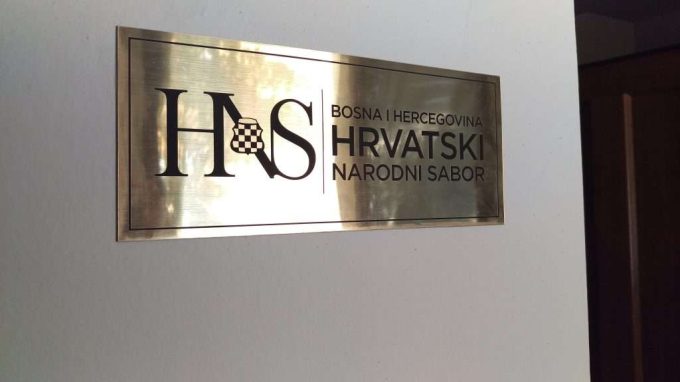 HNS
BOSNA I HERCEGOVINA
HRVATSKI
NARODNI SABOR